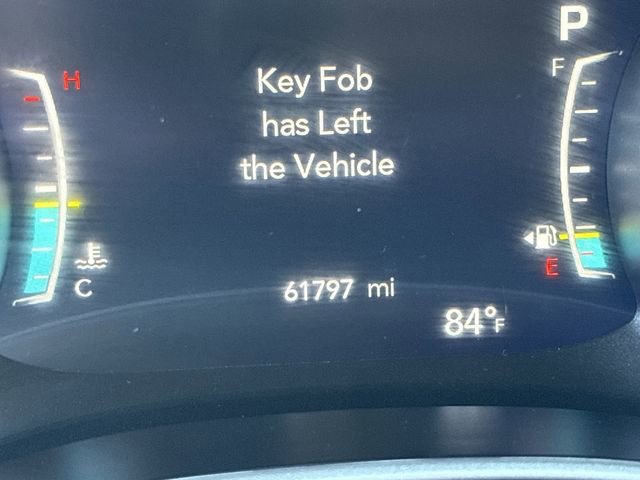 P
H
F
Key Fob
has Left
the Vehicle
E
C
61797 mi
84°F